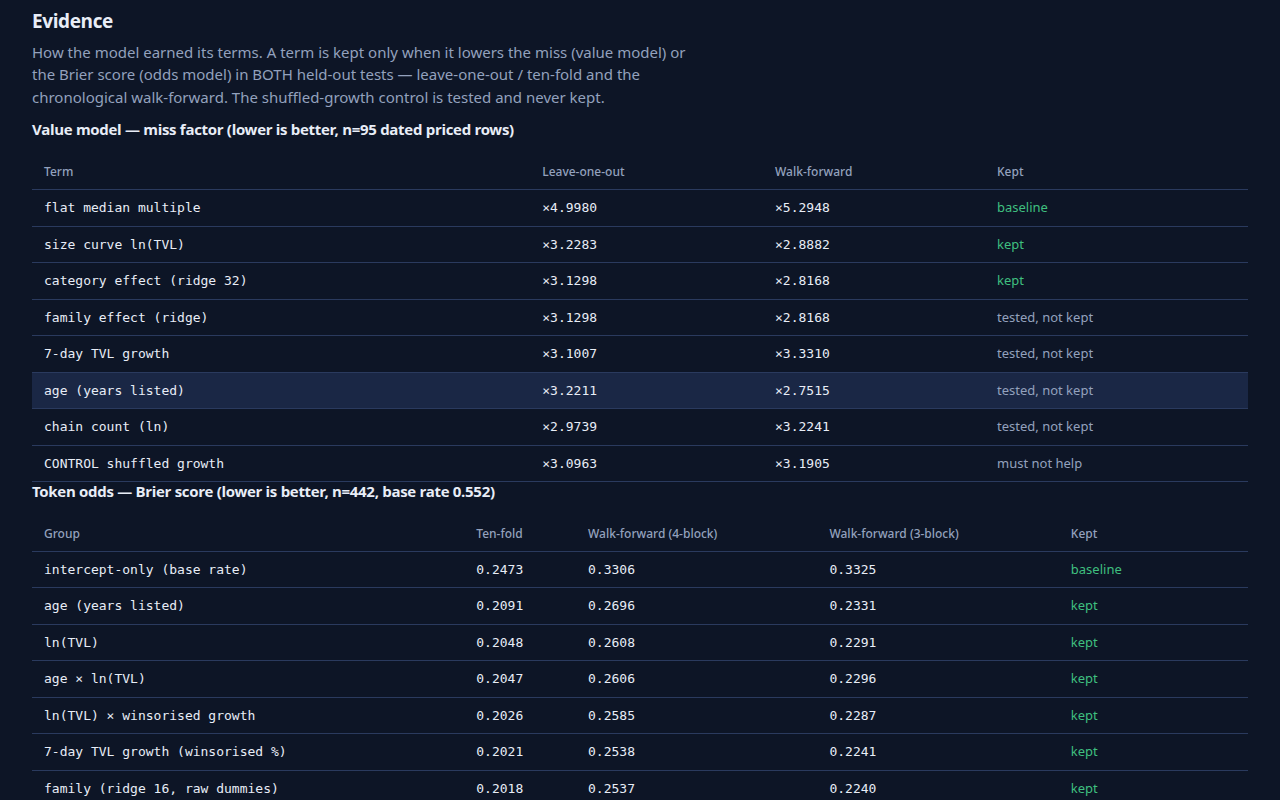 Evidence
How the model earned its terms. A term is kept only when it lowers the miss (value model) or
the Brier score (odds model) in BOTH held-out tests — leave-one-out / ten-fold and the
chronological walk-forward. The shuffled-growth control is tested and never kept.
Value model — miss factor (lower is better, n=95 dated priced rows)
Term Leave-one-out Walk-forward Kept
flat median multiple ×4.9980 ×5.2948 baseline
size curve ln(TVL) ×3.2283 ×2.8882 kept
category effect (ridge 32) ×3.1298 ×2.8168 kept
family effect (ridge) ×3.1298 ×2.8168 tested, not kept
7-day TVL growth ×3.1007 ×3.3310 tested, not kept
age (years listed) ×3.2211 ×2.7515 tested, not kept
chain count (ln) ×2.9739 ×3.2241 tested, not kept
CONTROL shuffled growth ×3.0963 ×3.1905 must not help
Token odds — Brier score (lower is better, n=442, base rate 0.552)
Group Ten-fold Walk-forward (4-block) Walk-forward (3-block) Kept
intercept-only (base rate) 0.2473 0.3306 0.3325 baseline
age (years listed) 0.2091 0.2696 0.2331 kept
ln(TVL) 0.2048 0.2608 0.2291 kept
age × ln(TVL) 0.2047 0.2606 0.2296 kept
ln(TVL) × winsorised growth 0.2026 0.2585 0.2287 kept
7-day TVL growth (winsorised %) 0.2021 0.2538 0.2241 kept
family (ridge 16, raw dummies) 0.2018 0.2537 0.2240 kept